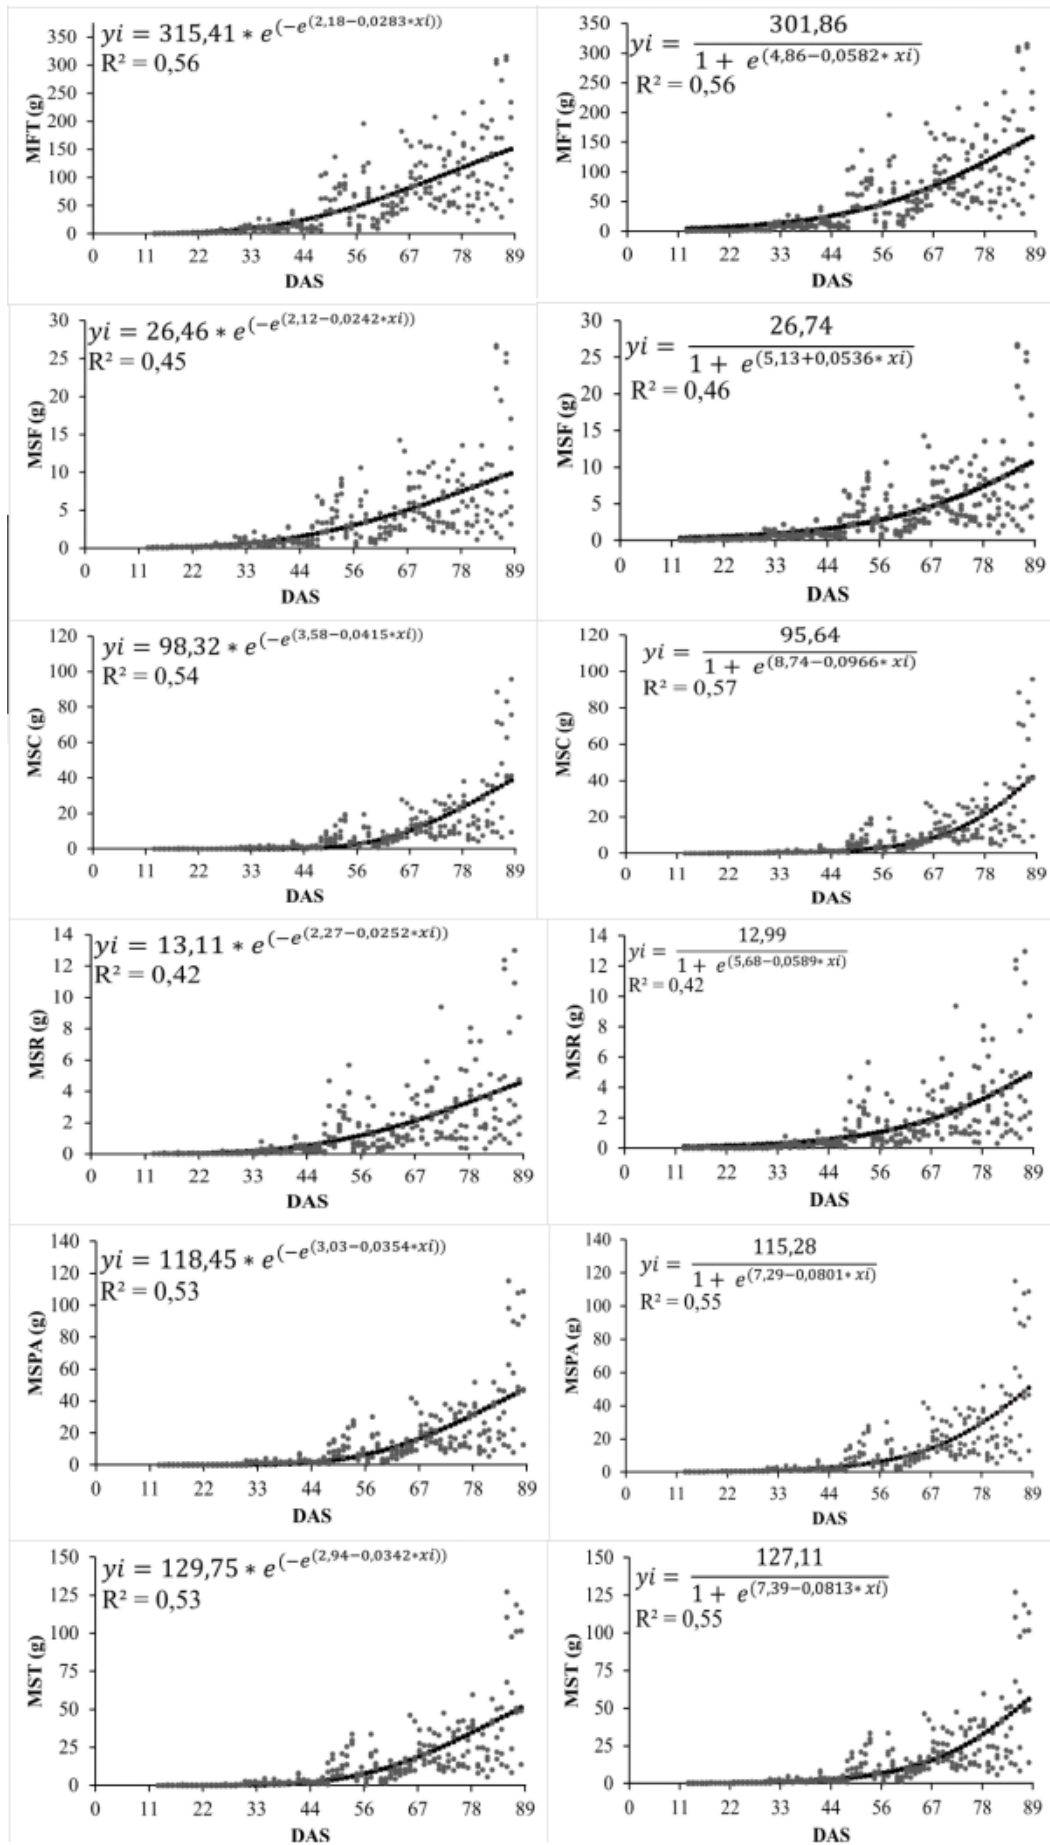 yi = 315,41 * e^(−e^(2,18−0,0283*xi))
R² = 0,56
MFT (g)
350
300
250
200
150
100
50
0
0 11 22 33 44 56 67 78 89
DAS
yi = 301,86 / (1 + e^(4,86−0,0582* xi))
R² = 0,56
MFT (g)
350
300
250
200
150
100
50
0
0 11 22 33 44 56 67 78 89
DAS
yi = 26,46 * e^(−e^(2,12−0,0242*xi))
R² = 0,45
MSF (g)
30
25
20
15
10
5
0
0 11 22 33 44 56 67 78 89
DAS
yi = 26,74 / (1 + e^(5,13+0,0536* xi))
R² = 0,46
MSF (g)
30
25
20
15
10
5
0
0 11 22 33 44 56 67 78 89
DAS
yi = 98,32 * e^(−e^(3,58−0,0415*xi))
R² = 0,54
MSC (g)
120
100
80
60
40
20
0
0 11 22 33 44 56 67 78 89
DAS
yi = 95,64 / (1 + e^(8,74−0,0966* xi))
R² = 0,57
MSC (g)
120
100
80
60
40
20
0
0 11 22 33 44 56 67 78 89
DAS
yi = 13,11 * e^(−e^(2,27−0,0252*xi))
R² = 0,42
MSR (g)
14
12
10
8
6
4
2
0
0 11 22 33 44 56 67 78 89
DAS
yi = 12,99 / (1 + e^(5,68−0,0589* xi))
R² = 0,42
MSR (g)
14
12
10
8
6
4
2
0
0 11 22 33 44 56 67 78 89
DAS
yi = 118,45 * e^(−e^(3,03−0,0354*xi))
R² = 0,53
MSPA (g)
140
120
100
80
60
40
20
0
0 11 22 33 44 56 67 78 89
DAS
yi = 115,28 / (1 + e^(7,29−0,0801* xi))
R² = 0,55
MSPA (g)
140
120
100
80
60
40
20
0
0 11 22 33 44 56 67 78 89
DAS
yi = 129,75 * e^(−e^(2,94−0,0342*xi))
R² = 0,53
MST (g)
150
125
100
75
50
25
0
0 11 22 33 44 56 67 78 89
DAS
yi = 127,11 / (1 + e^(7,39−0,0813* xi))
R² = 0,55
MST (g)
150
125
100
75
50
25
0
0 11 22 33 44 56 67 78 89
DAS